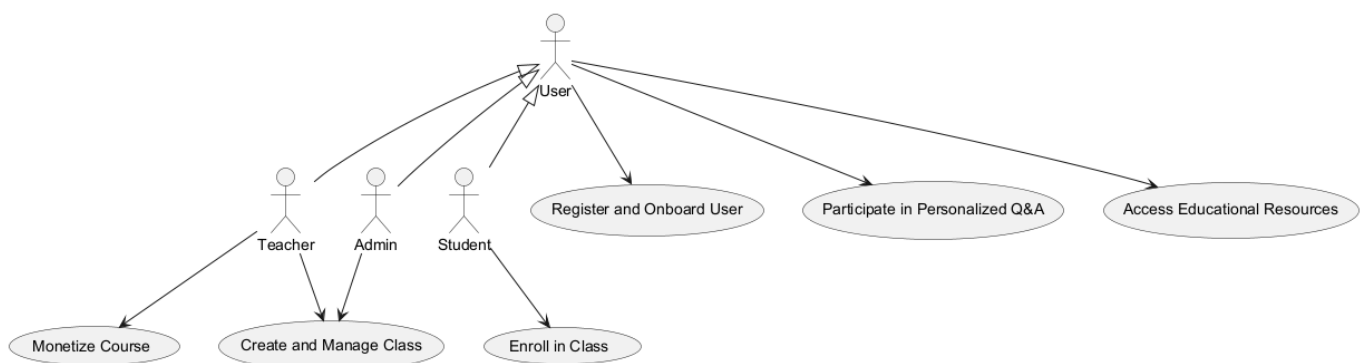 User
Teacher
Admin
Student
Register and Onboard User
Participate in Personalized Q&A
Access Educational Resources
Monetize Course
Create and Manage Class
Enroll in Class